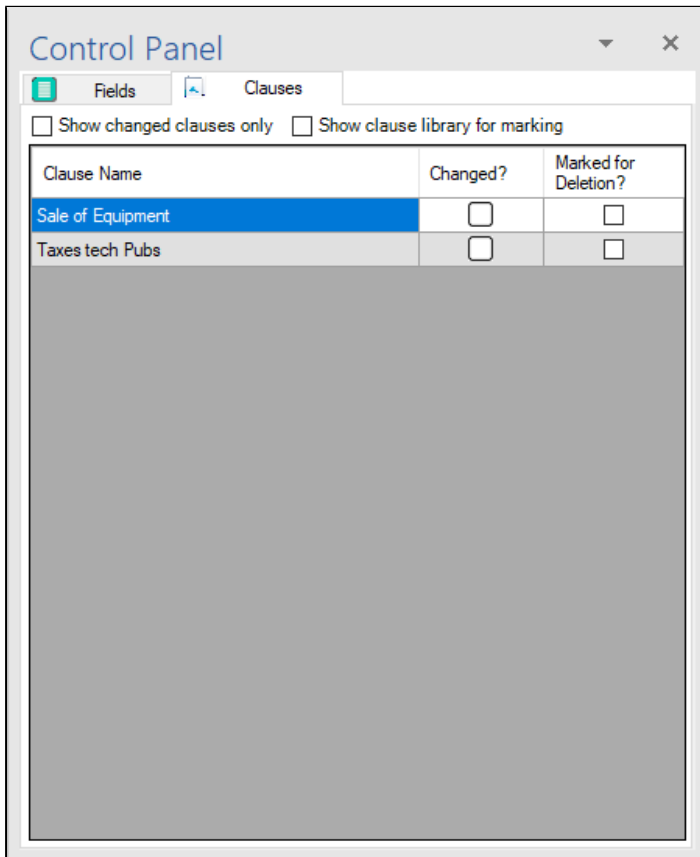 Control Panel
Fields Clauses
Show changed clauses only Show clause library for marking
Clause Name Changed? Marked for
Deletion?
Sale of Equipment
Taxes tech Pubs